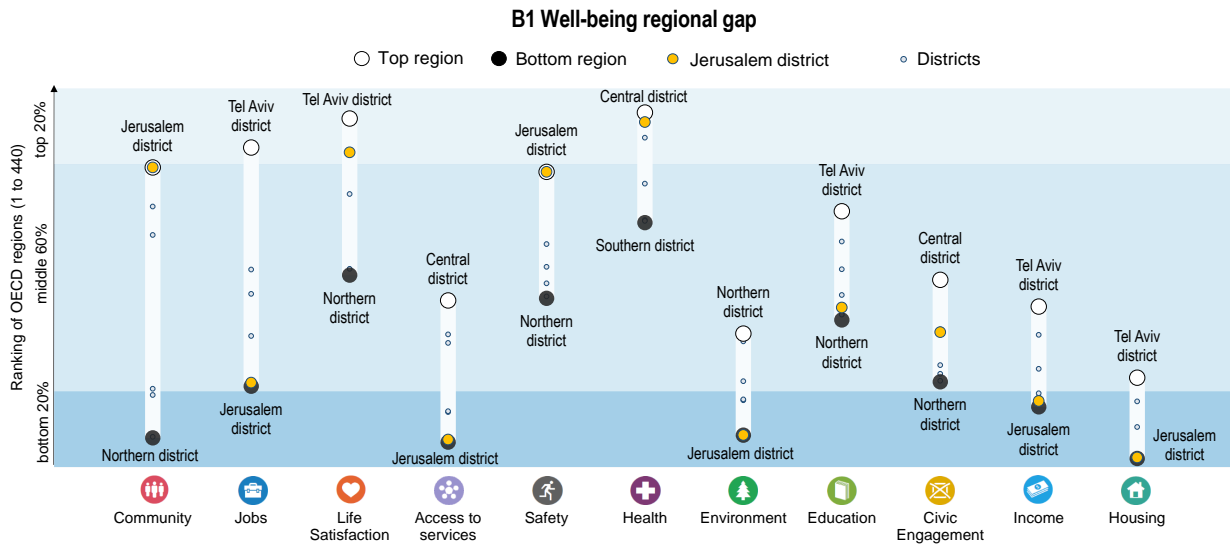 B1 Well-being regional gap
Top region
Bottom region
Jerusalem district
Districts
Ranking of OECD regions (1 to 440)
top 20%
middle 60%
bottom 20%
Jerusalem
district
Northern district
Tel Aviv
district
Jerusalem
district
Tel Aviv district
Northern
district
Central
district
Jerusalem district
Jerusalem
district
Northern
district
Central district
Southern district
Northern
district
Jerusalem district
Tel Aviv
district
Northern
district
Central
district
Northern
district
Tel Aviv
district
Jerusalem
district
Tel Aviv
district
Jerusalem
district
Community
Jobs
Life
Satisfaction
Access to
services
Safety
Health
Environment
Education
Civic
Engagement
Income
Housing